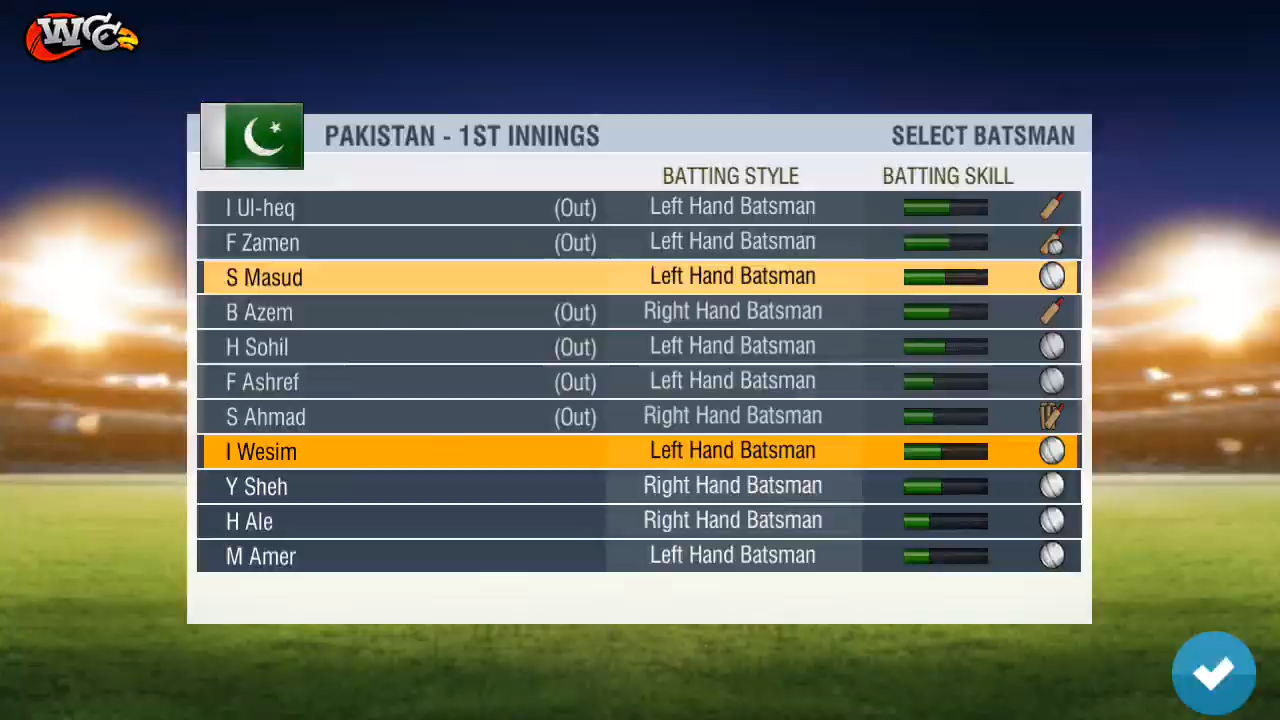 WCC
PAKISTAN - 1ST INNINGS SELECT BATSMAN
BATTING STYLE BATTING SKILL
I Ul-heq (Out) Left Hand Batsman
F Zamen (Out) Left Hand Batsman
S Masud Left Hand Batsman
B Azem (Out) Right Hand Batsman
H Sohil (Out) Left Hand Batsman
F Ashref (Out) Left Hand Batsman
S Ahmad (Out) Right Hand Batsman
I Wesim Left Hand Batsman
Y Sheh Right Hand Batsman
H Ale Right Hand Batsman
M Amer Left Hand Batsman